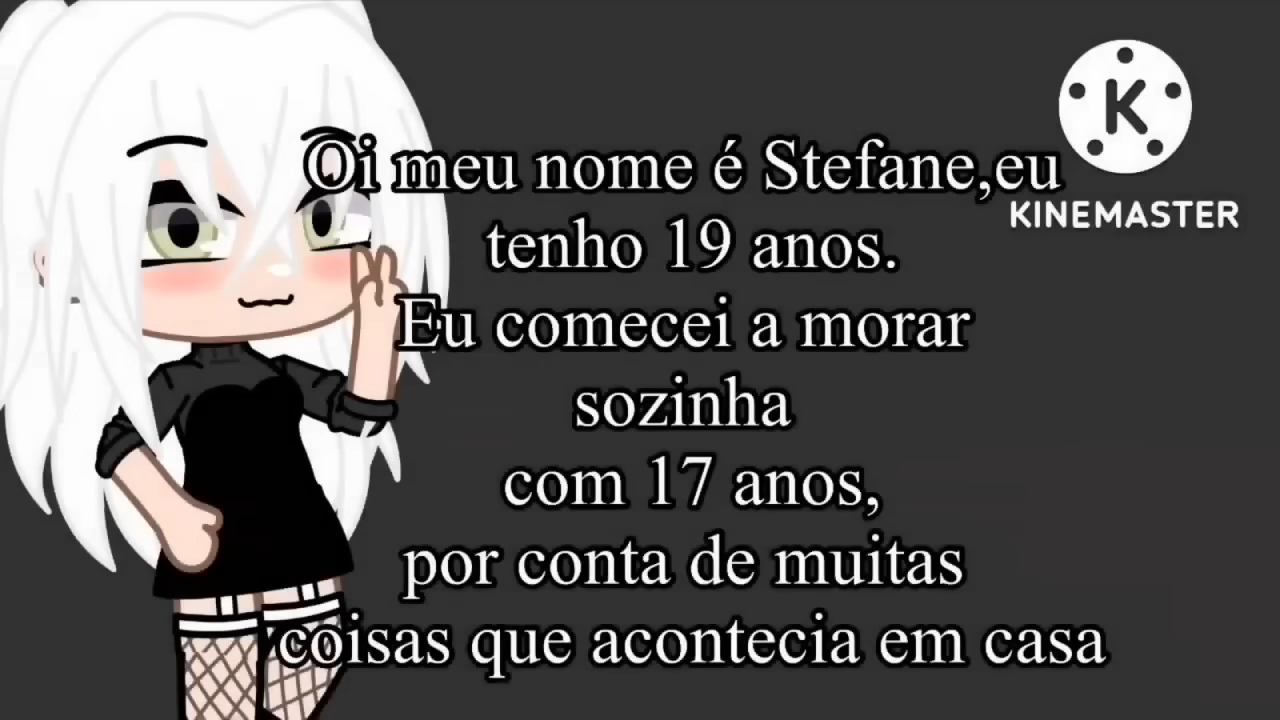 Oi meu nome é Stefane,eu
tenho 19 anos.
Eu comecei a morar
sozinha
com 17 anos,
por conta de muitas
coisas que acontecia em casa
K
KINEMASTER